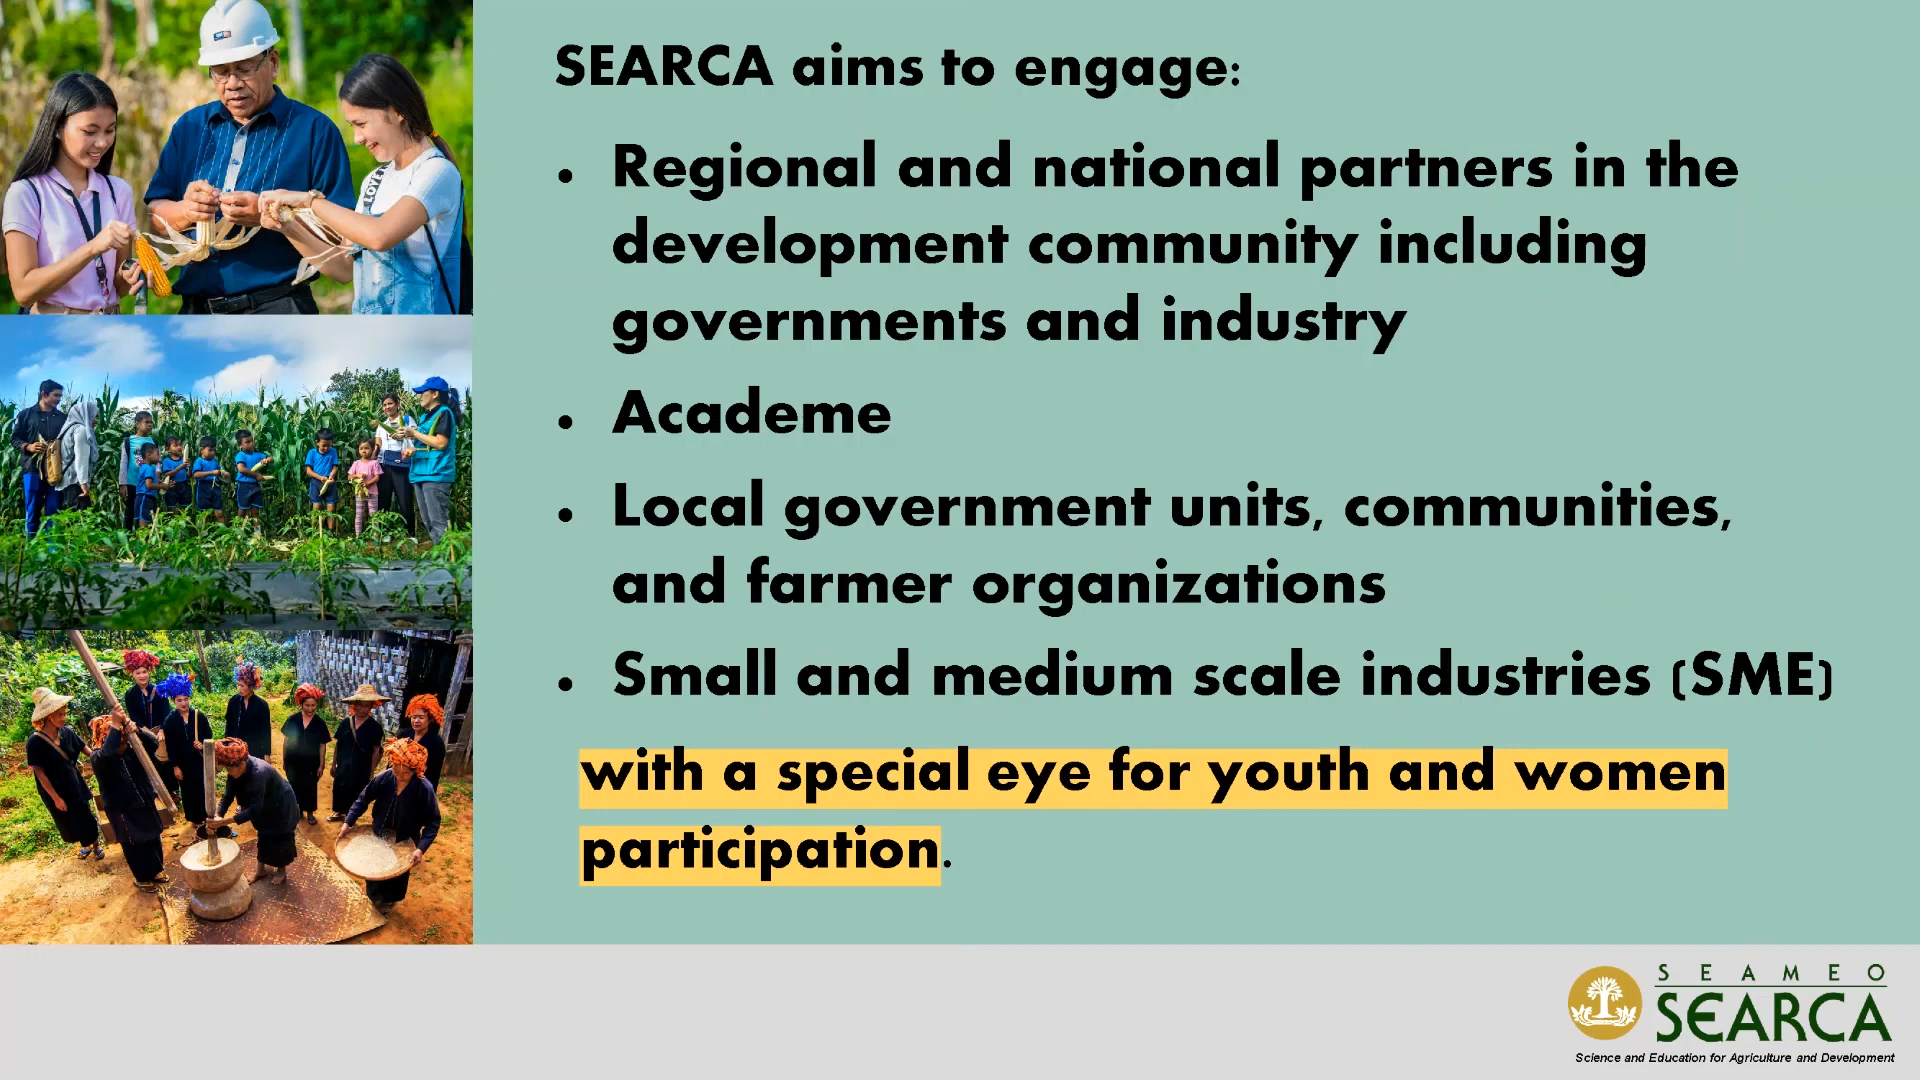 SEARCA aims to engage:
• Regional and national partners in the
development community including
governments and industry
• Academe
• Local government units, communities,
and farmer organizations
• Small and medium scale industries (SME)
with a special eye for youth and women
participation.
LOVE
SEAMEO
SEARCA
Science and Education for Agriculture and Development